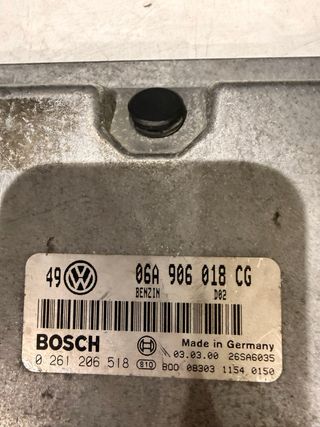 49 VW 06A 906 018 CG
BENZIN D02
BOSCH Made in Germany
03.03.00 26SA6035
0 261 206 518 810 BOO 08303 1154 0150